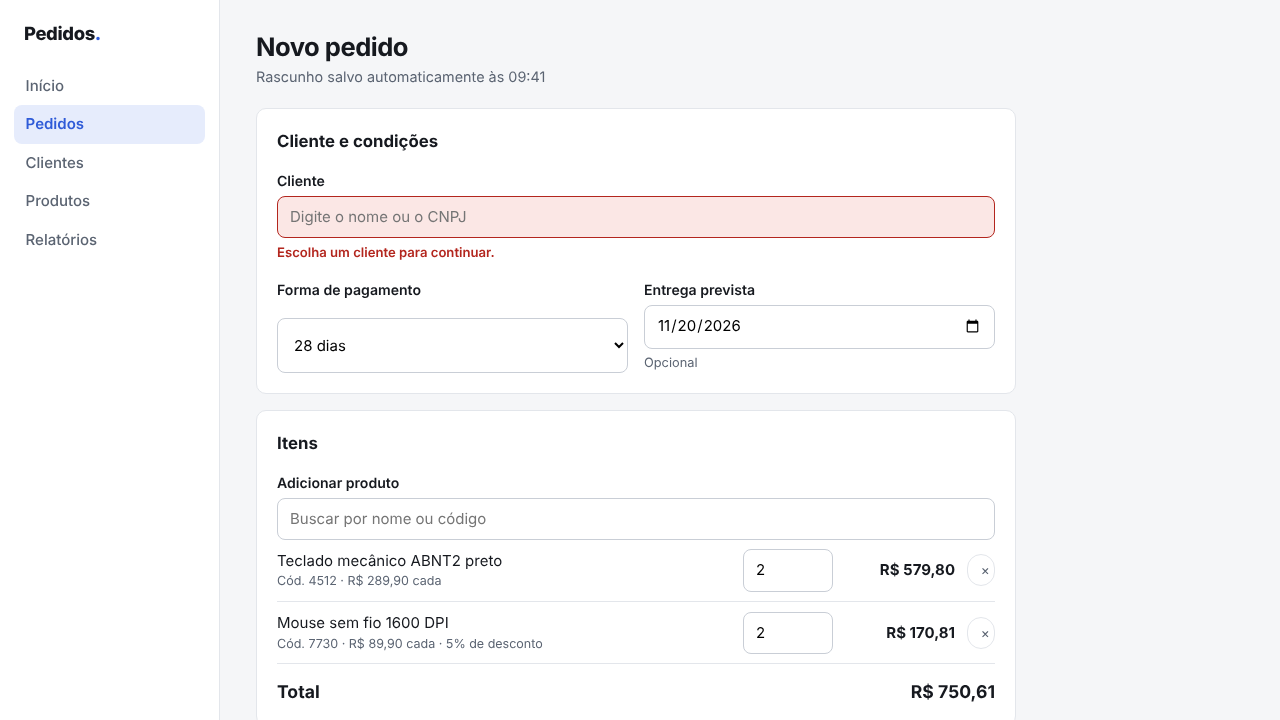 Pedidos.
Início
Pedidos
Clientes
Produtos
Relatórios
Novo pedido
Rascunho salvo automaticamente às 09:41
Cliente e condições
Cliente
Digite o nome ou o CNPJ
Escolha um cliente para continuar.
Forma de pagamento
28 dias
Entrega prevista
11/20/2026
Opcional
Itens
Adicionar produto
Buscar por nome ou código
Teclado mecânico ABNT2 preto
Cód. 4512 · R$ 289,90 cada
2
R$ 579,80
×
Mouse sem fio 1600 DPI
Cód. 7730 · R$ 89,90 cada · 5% de desconto
2
R$ 170,81
×
Total
R$ 750,61